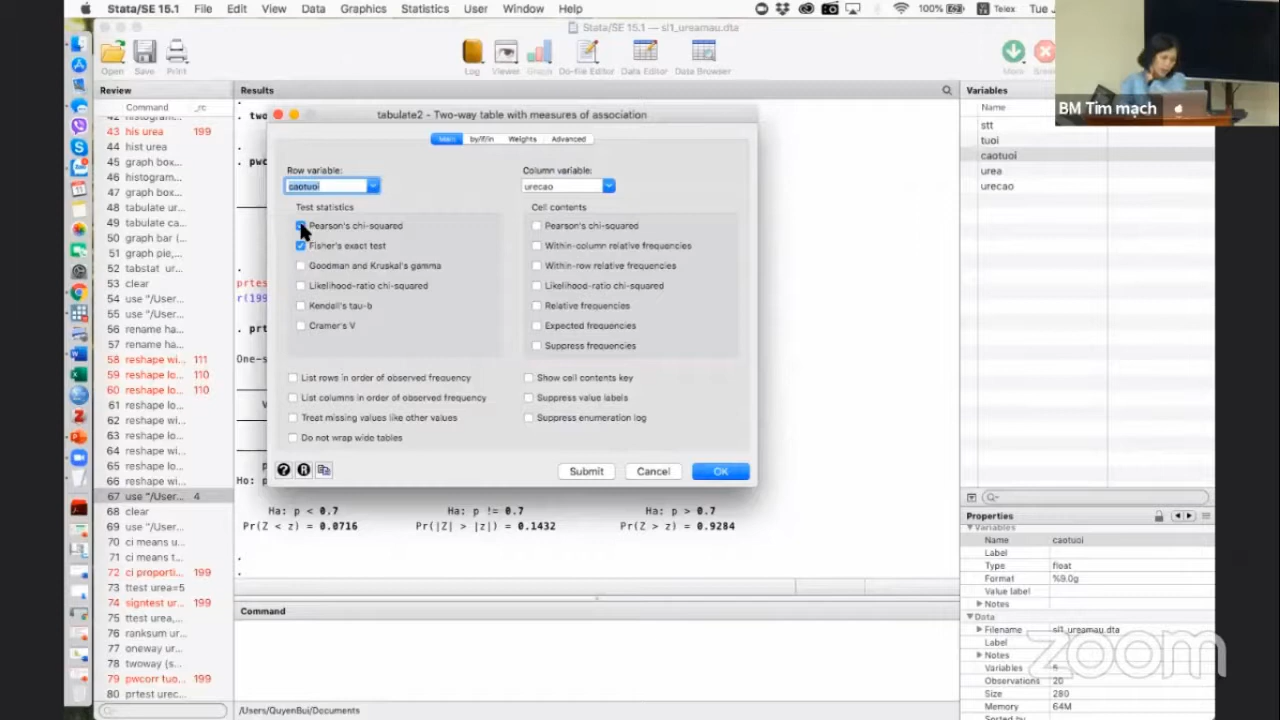 Stata/SE 15.1 File Edit View Data Graphics Statistics User Window Help 100% Telex Tue
Stata/SE 15.1 — sl1_ureamau.dta
Open Save Print Log Viewer Graph Do-file Editor Data Editor Data Browser More Break
BM Tim mạch
Review Results Variables
Command _rc
Name
43 his urea 199
44 hist urea
45 graph box...
46 histogram...
47 graph box...
48 tabulate ur...
49 tabulate ca...
50 graph bar (...
51 graph pie,...
52 tabstat ur...
53 clear
54 use "/User...
55 use "/User...
56 rename ha...
57 rename ha...
58 reshape wi... 111
59 reshape lo... 110
60 reshape lo... 110
61 reshape lo...
62 reshape wi...
63 reshape lo...
64 reshape wi...
65 reshape lo...
66 reshape wi...
67 use "/User... 4
68 clear
69 use "/User...
70 ci means u...
71 ci means t...
72 ci proporti... 199
73 ttest urea=5
74 signtest ur... 199
75 ttest urea,...
76 ranksum ur...
77 oneway ur...
78 twoway (s...
79 pwcorr tuo... 199
80 prtest urec...
. two
. pwc
prtes
r(199
. prt
One-s
Ho: p
tabulate2 - Two-way table with measures of association
Main by/if/in Weights Advanced
Row variable: Column variable:
caotuoi urecao
Test statistics Cell contents
Pearson's chi-squared Pearson's chi-squared
Fisher's exact test Within-column relative frequencies
Goodman and Kruskal's gamma Within-row relative frequencies
Likelihood-ratio chi-squared Likelihood-ratio chi-squared
Kendall's tau-b Relative frequencies
Cramer's V Expected frequencies
Suppress frequencies
List rows in order of observed frequency Show cell contents key
List columns in order of observed frequency Suppress value labels
Treat missing values like other values Suppress enumeration log
Do not wrap wide tables
Submit Cancel OK
Ha: p < 0.7 Ha: p != 0.7 Ha: p > 0.7
Pr(Z < z) = 0.0716 Pr(|Z| > |z|) = 0.1432 Pr(Z > z) = 0.9284
.
Command
/Users/QuyenBui/Documents
stt
tuoi
caotuoi
urea
urecao
Properties
Variables
Name caotuoi
Label
Type float
Format %9.0g
Value label
Notes
Data
Filename sl1_ureamau.dta
Label
Notes
Variables 5
Observations 20
Size 280
Memory 64M
Sorted by
zoom